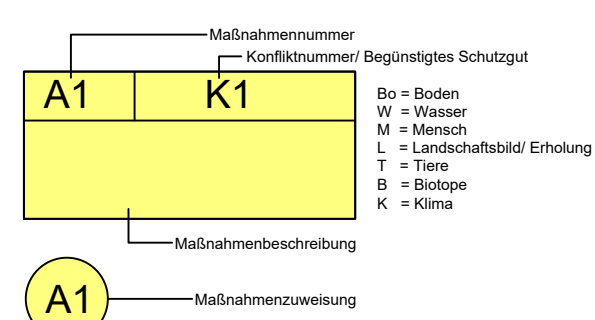 Maßnahmennummer
Konfliktnummer/ Begünstigtes Schutzgut
A1 K1
Bo = Boden
W = Wasser
M = Mensch
L = Landschaftsbild/ Erholung
T = Tiere
B = Biotope
K = Klima
Maßnahmenbeschreibung
A1 Maßnahmenzuweisung